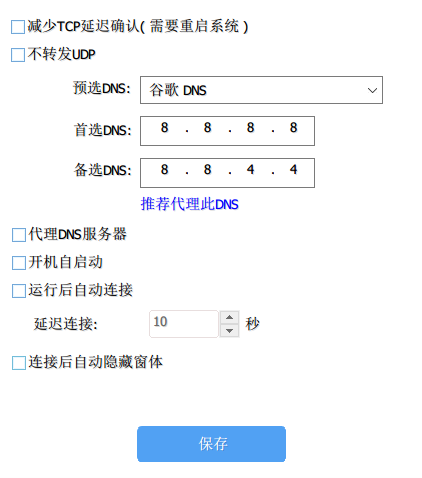 减少TCP延迟确认( 需要重启系统 )
不转发UDP
预选DNS: 谷歌 DNS
首选DNS: 8 . 8 . 8 . 8
备选DNS: 8 . 8 . 4 . 4
推荐代理此DNS
代理DNS服务器
开机自启动
运行后自动连接
延迟连接: 10 秒
连接后自动隐藏窗体
保存